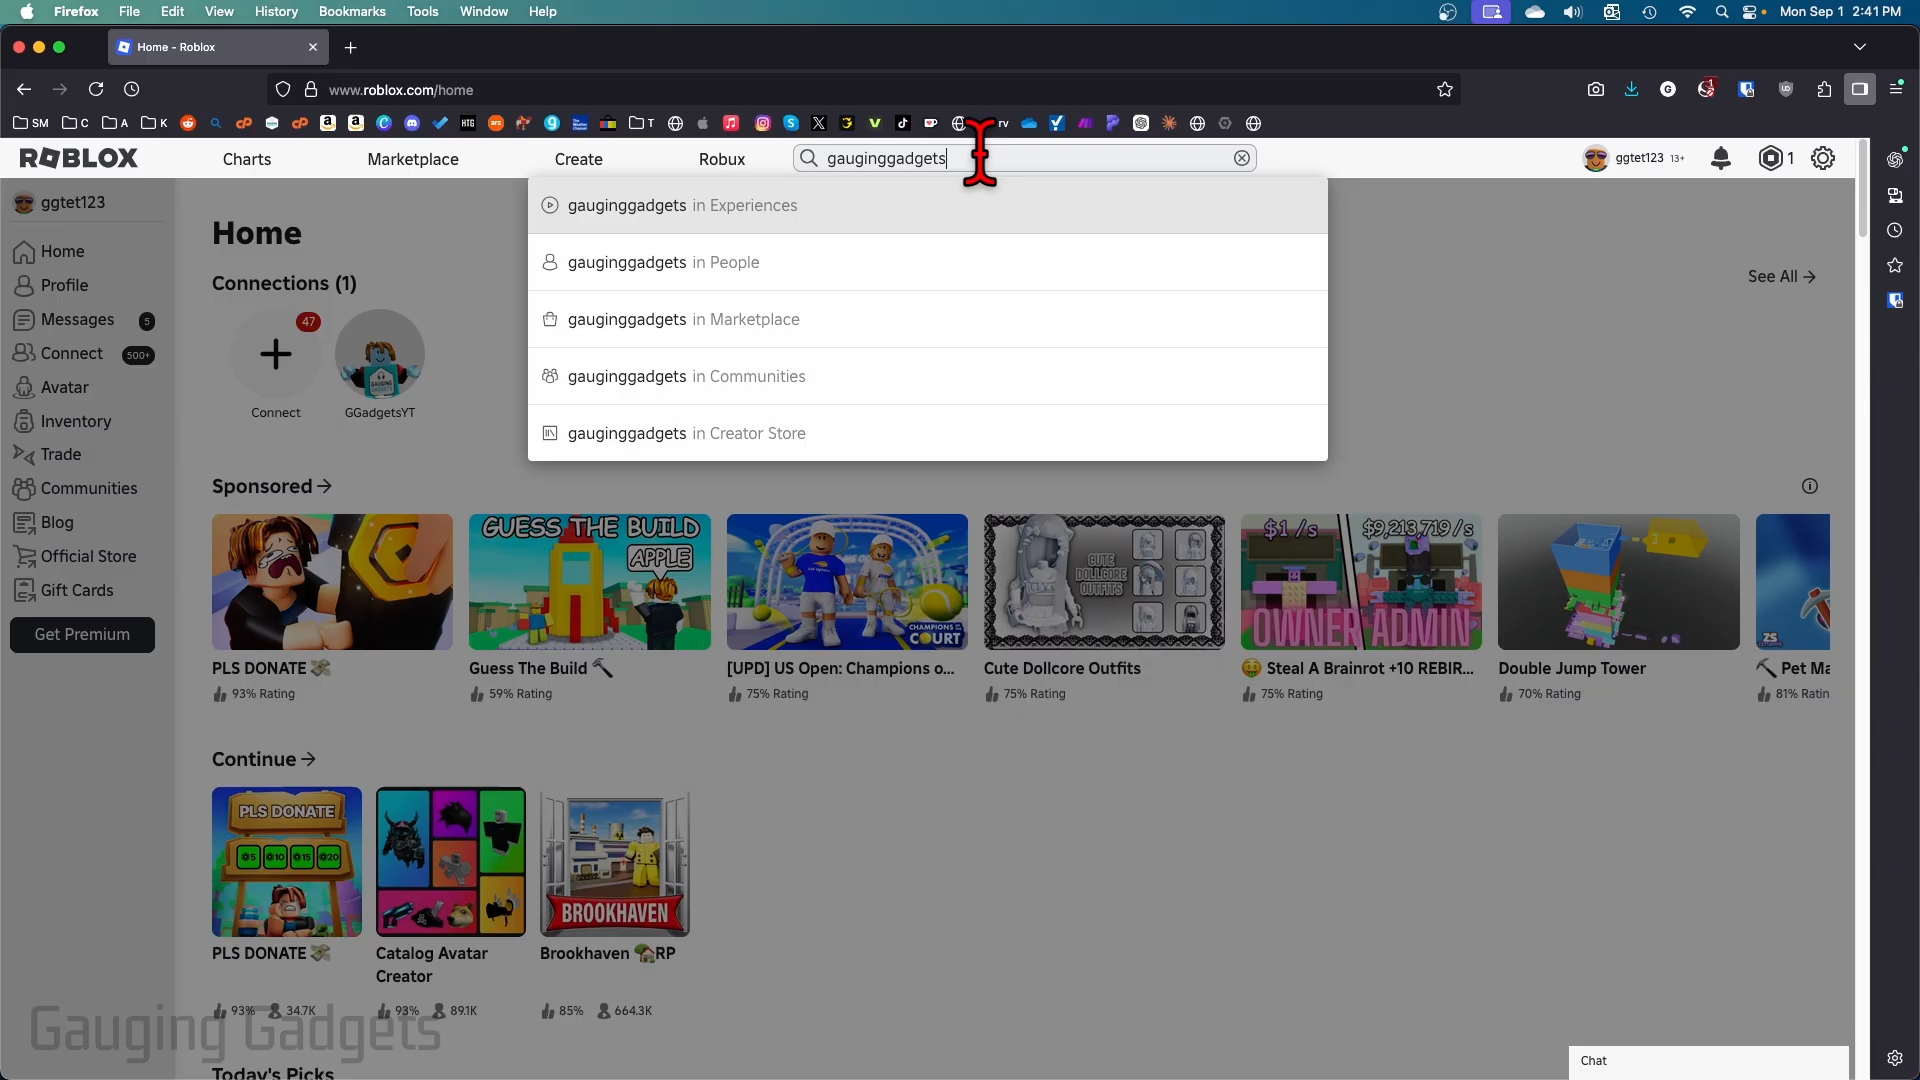 Firefox File Edit View History Bookmarks Tools Window Help Mon Sep 1 2:41 PM
Home - Roblox
www.roblox.com/home
SM C A K T rv
ROBLOX Charts Marketplace Create Robux gauginggadgets ggtet123 13+ 1
gauginggadgets in Experiences
gauginggadgets in People
gauginggadgets in Marketplace
gauginggadgets in Communities
gauginggadgets in Creator Store
ggtet123
Home
Profile
Messages 5
Connect 500+
Avatar
Inventory
Trade
Communities
Blog
Official Store
Gift Cards
Get Premium
Home
Connections (1)
See All
47
Connect
GGadgetsYT
Sponsored
GUESS THE BUILD
APPLE
CHAMPIONS OF THE COURT
CUTE DOLLCORE OUTFITS
$1 /s $9,213,719/s
OWNER ADMIN
PLS DONATE
93% Rating
Guess The Build
59% Rating
[UPD] US Open: Champions o...
75% Rating
Cute Dollcore Outfits
75% Rating
Steal A Brainrot +10 REBIR...
75% Rating
Double Jump Tower
70% Rating
Pet Ma
81% Ratin
Continue
PLS DONATE
5 10 15 20
BROOKHAVEN
PLS DONATE
93% 34.7K
Catalog Avatar
Creator
93% 89.1K
Brookhaven RP
85% 664.3K
Today's Picks
Gauging Gadgets
Chat